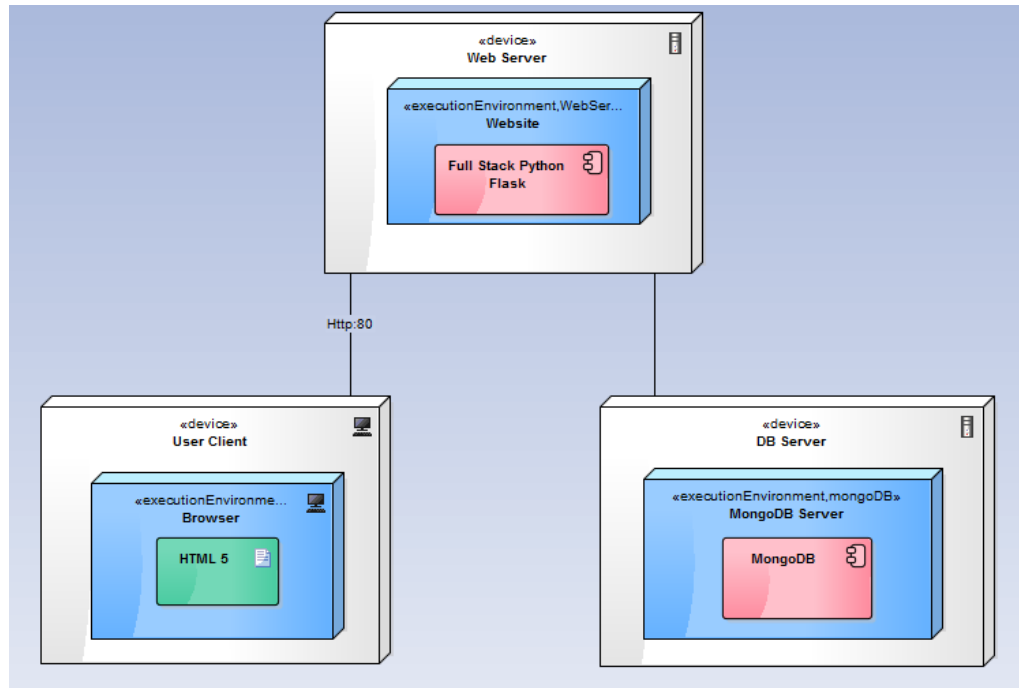 «device»
Web Server
«executionEnvironment,WebSer...
Website
Full Stack Python
Flask
Http:80
«device»
User Client
«executionEnvironme...
Browser
HTML 5
«device»
DB Server
«executionEnvironment,mongoDB»
MongoDB Server
MongoDB